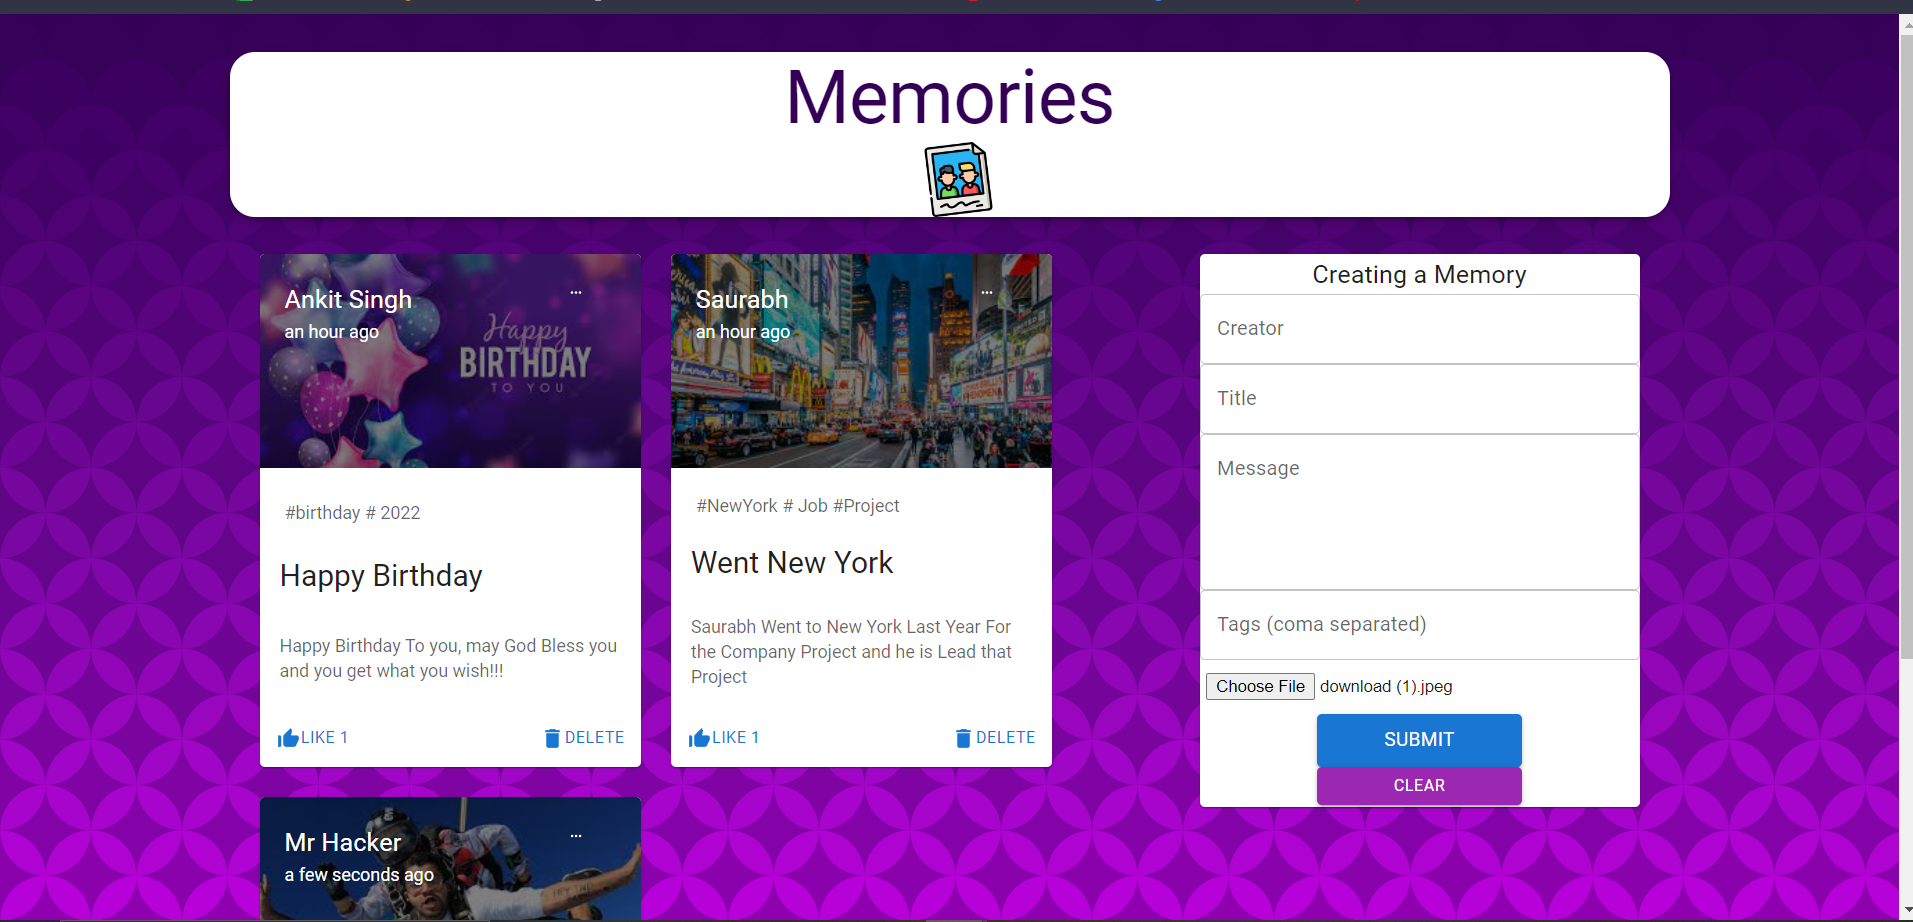 Memories
Ankit Singh
an hour ago
Happy
BIRTHDAY
TO YOU
#birthday # 2022
Happy Birthday
Happy Birthday To you, may God Bless you
and you get what you wish!!!
LIKE 1
DELETE
Saurabh
an hour ago
#NewYork # Job #Project
Went New York
Saurabh Went to New York Last Year For
the Company Project and he is Lead that
Project
LIKE 1
DELETE
Mr Hacker
a few seconds ago
Creating a Memory
Creator
Title
Message
Tags (coma separated)
Choose File download (1).jpeg
SUBMIT
CLEAR